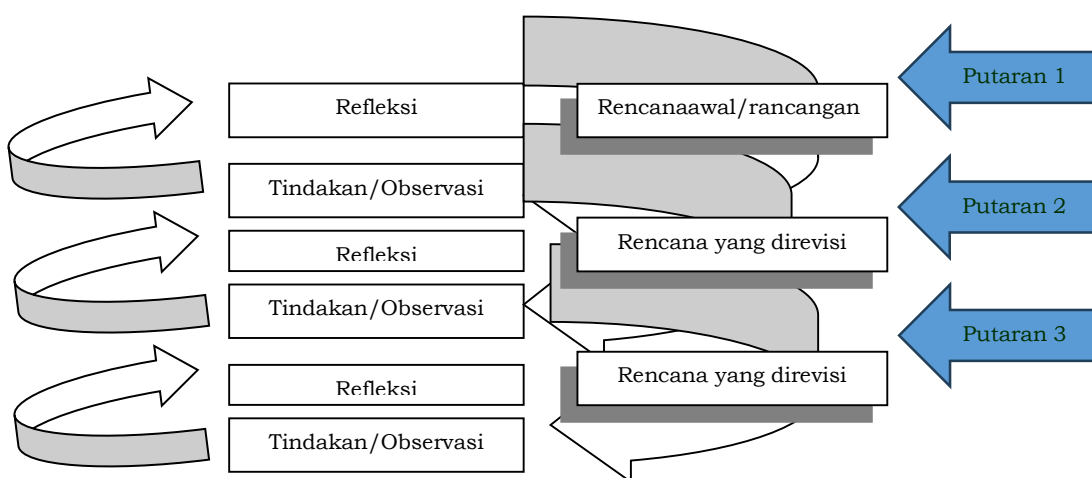 Putaran 1
Refleksi
Rencanaawal/rancangan
Tindakan/Observasi
Putaran 2
Refleksi
Rencana yang direvisi
Tindakan/Observasi
Putaran 3
Refleksi
Rencana yang direvisi
Tindakan/Observasi